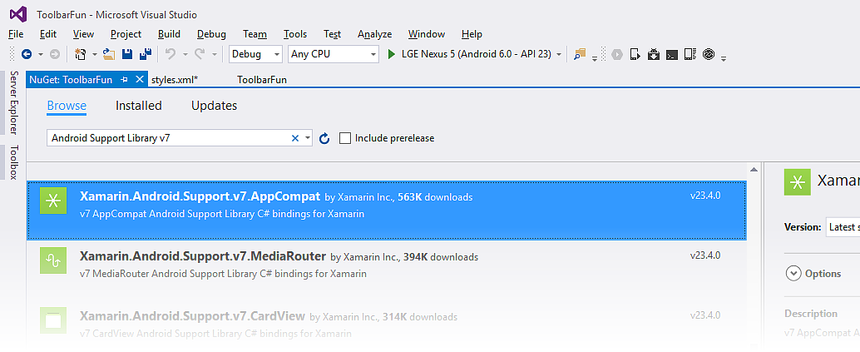 ToolbarFun - Microsoft Visual Studio
File Edit View Project Build Debug Team Tools Test Analyze Window Help
Debug Any CPU LGE Nexus 5 (Android 6.0 - API 23)
NuGet: ToolbarFun styles.xml* ToolbarFun
Server Explorer
Toolbox
Browse Installed Updates
Android Support Library v7 Include prerelease
Xamarin.Android.Support.v7.AppCompat by Xamarin Inc., 563K downloads v23.4.0
v7 AppCompat Android Support Library C# bindings for Xamarin
Xamarin.Android.Support.v7.MediaRouter by Xamarin Inc., 394K downloads v23.4.0
v7 MediaRouter Android Support Library C# bindings for Xamarin
Xamarin.Android.Support.v7.CardView by Xamarin Inc., 314K downloads v23.4.0
v7 CardView Android Support Library C# bindings for Xamarin
Xamar
Version: Latest s
Options
Description
v7 AppCompat A